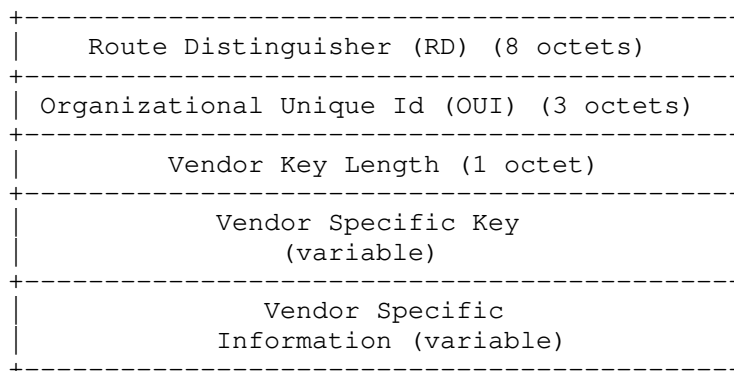 Route Distinguisher (RD) (8 octets)
Organizational Unique Id (OUI) (3 octets)
Vendor Key Length (1 octet)
Vendor Specific Key
(variable)
Vendor Specific
Information (variable)